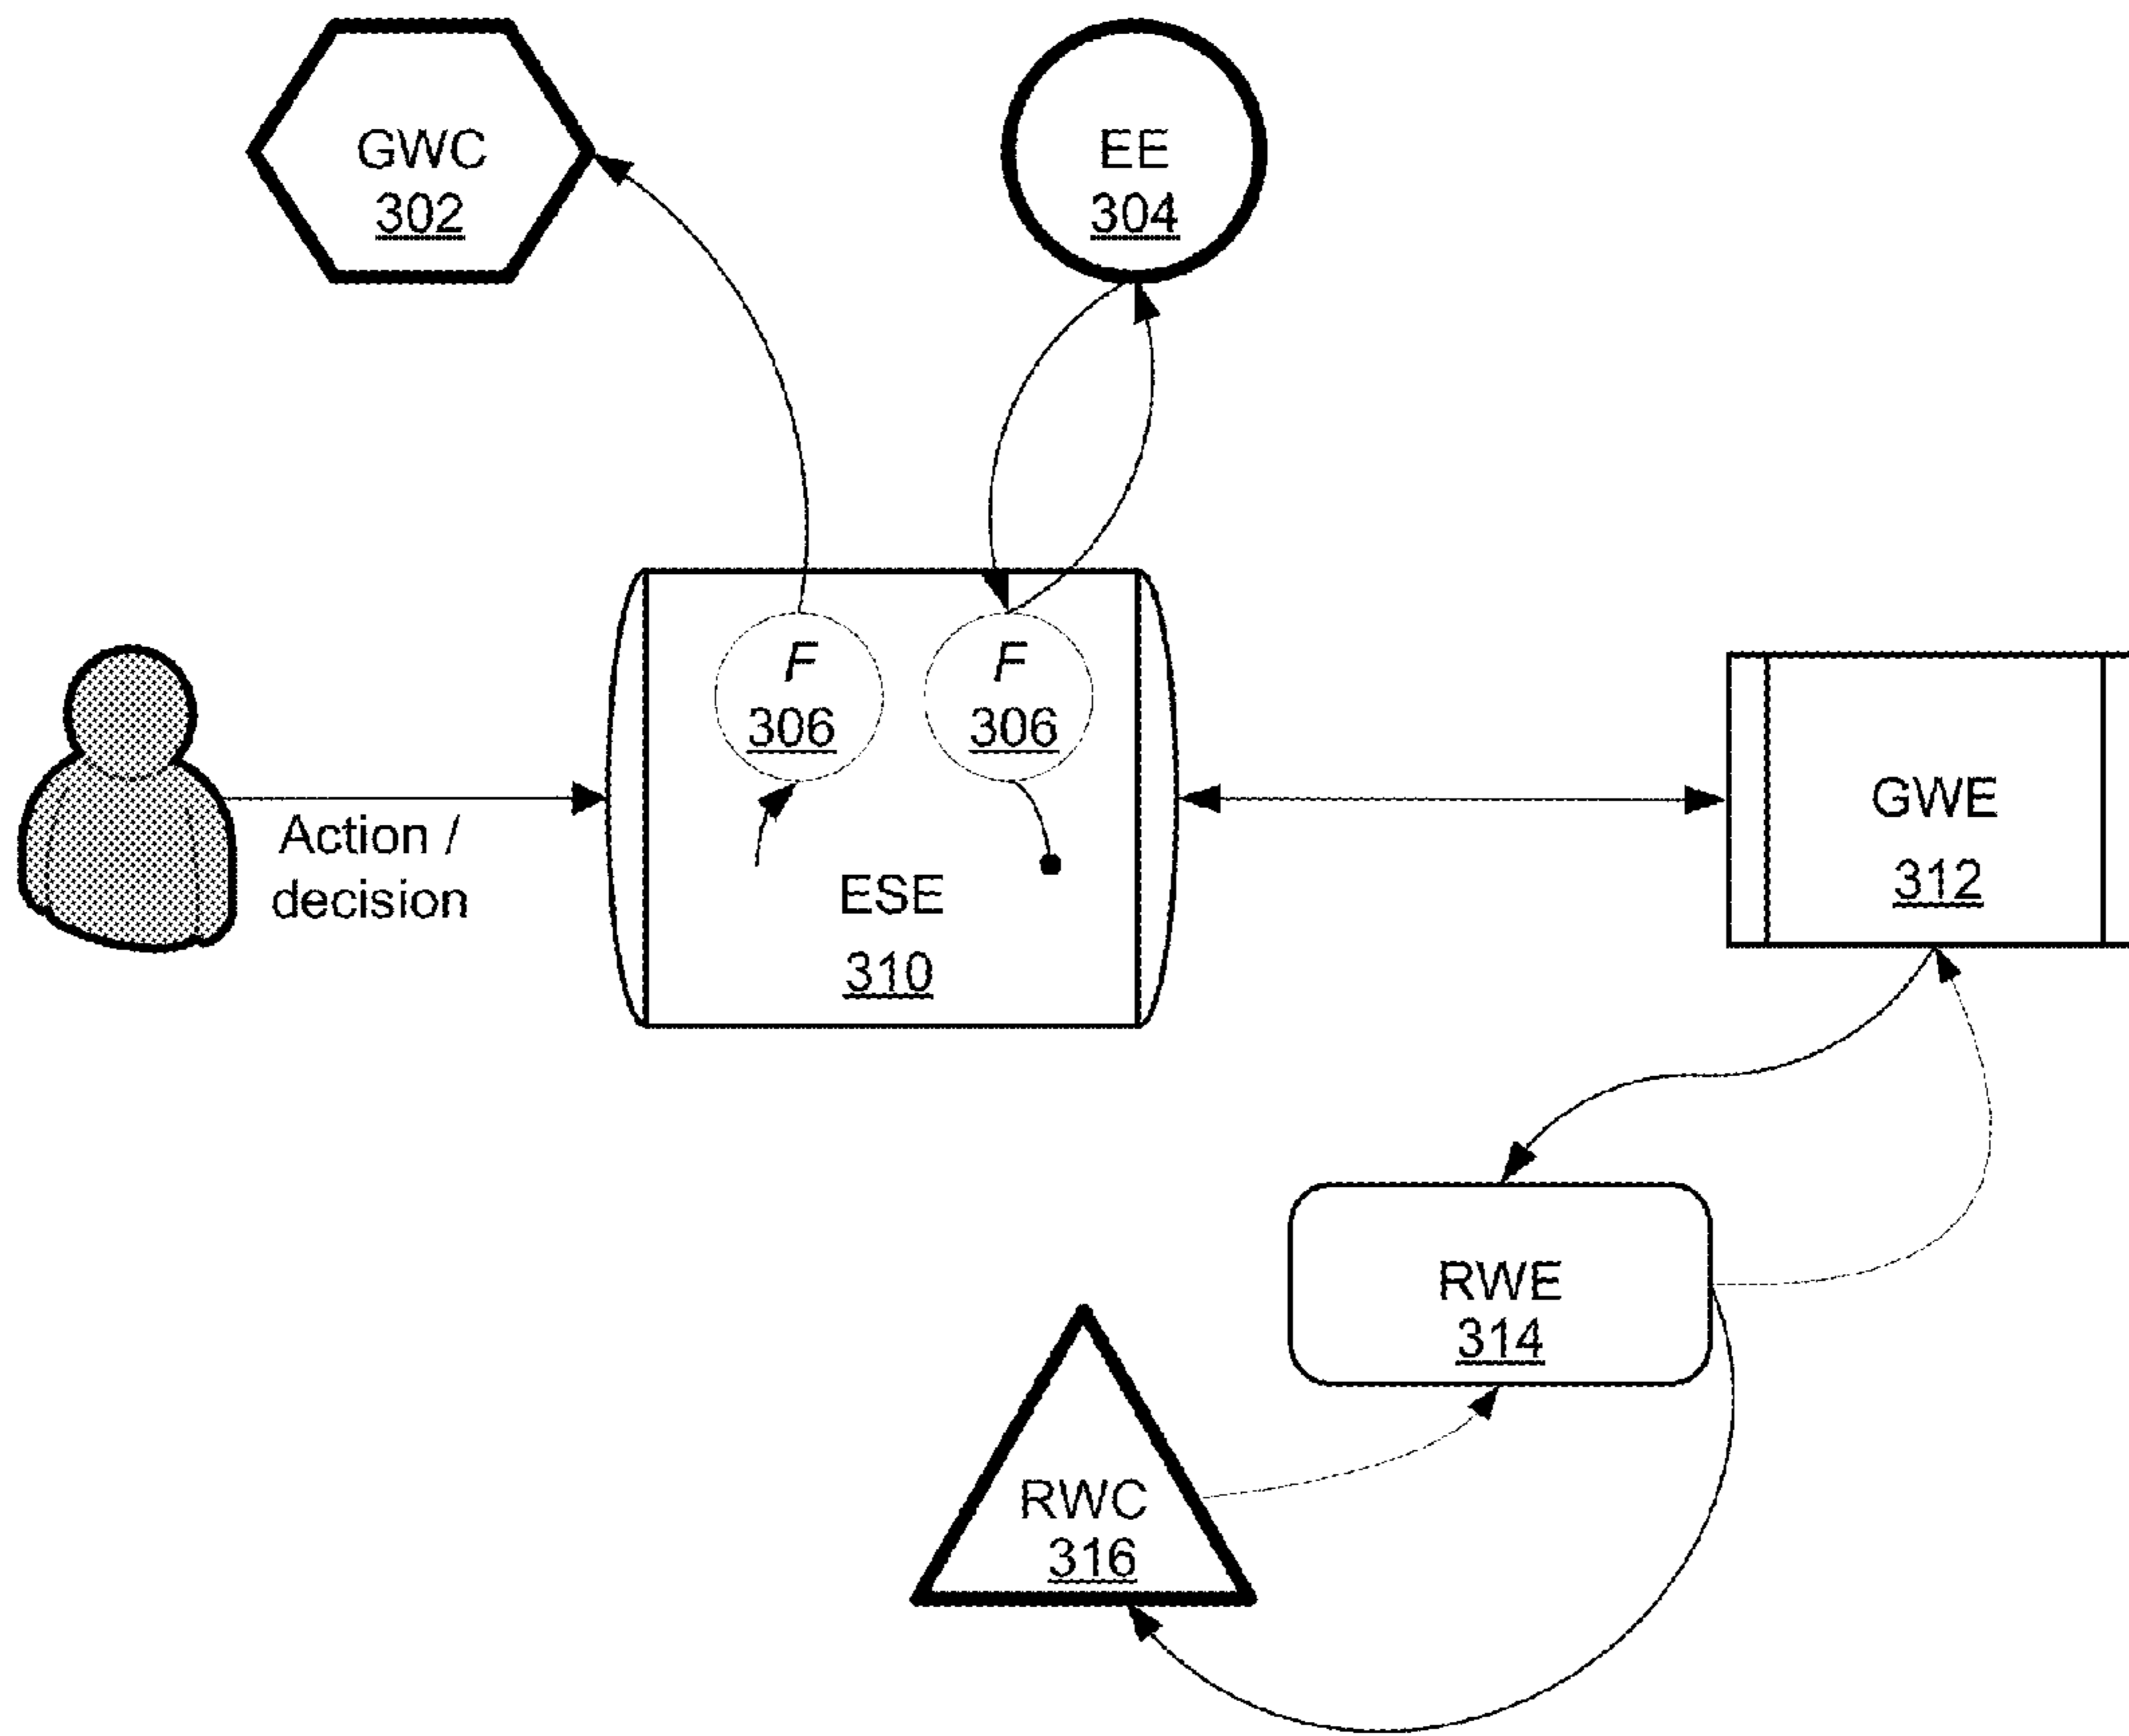 GWC
302
EE
304
F
306
F
306
Action /
decision
ESE
310
GWE
312
RWE
314
RWC
316